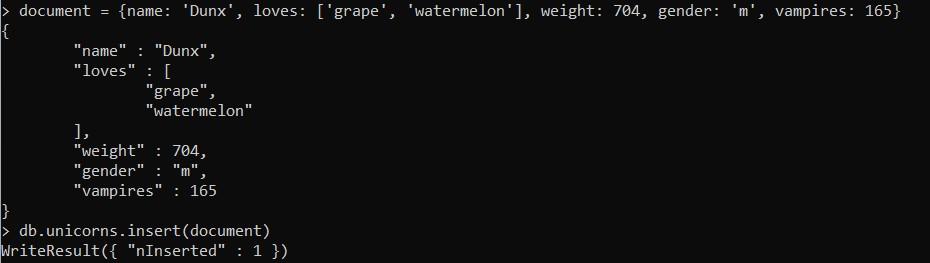 > document = {name: 'Dunx', loves: ['grape', 'watermelon'], weight: 704, gender: 'm', vampires: 165}
{
        "name" : "Dunx",
        "loves" : [
                "grape",
                "watermelon"
        ],
        "weight" : 704,
        "gender" : "m",
        "vampires" : 165
}
> db.unicorns.insert(document)
WriteResult({ "nInserted" : 1 })